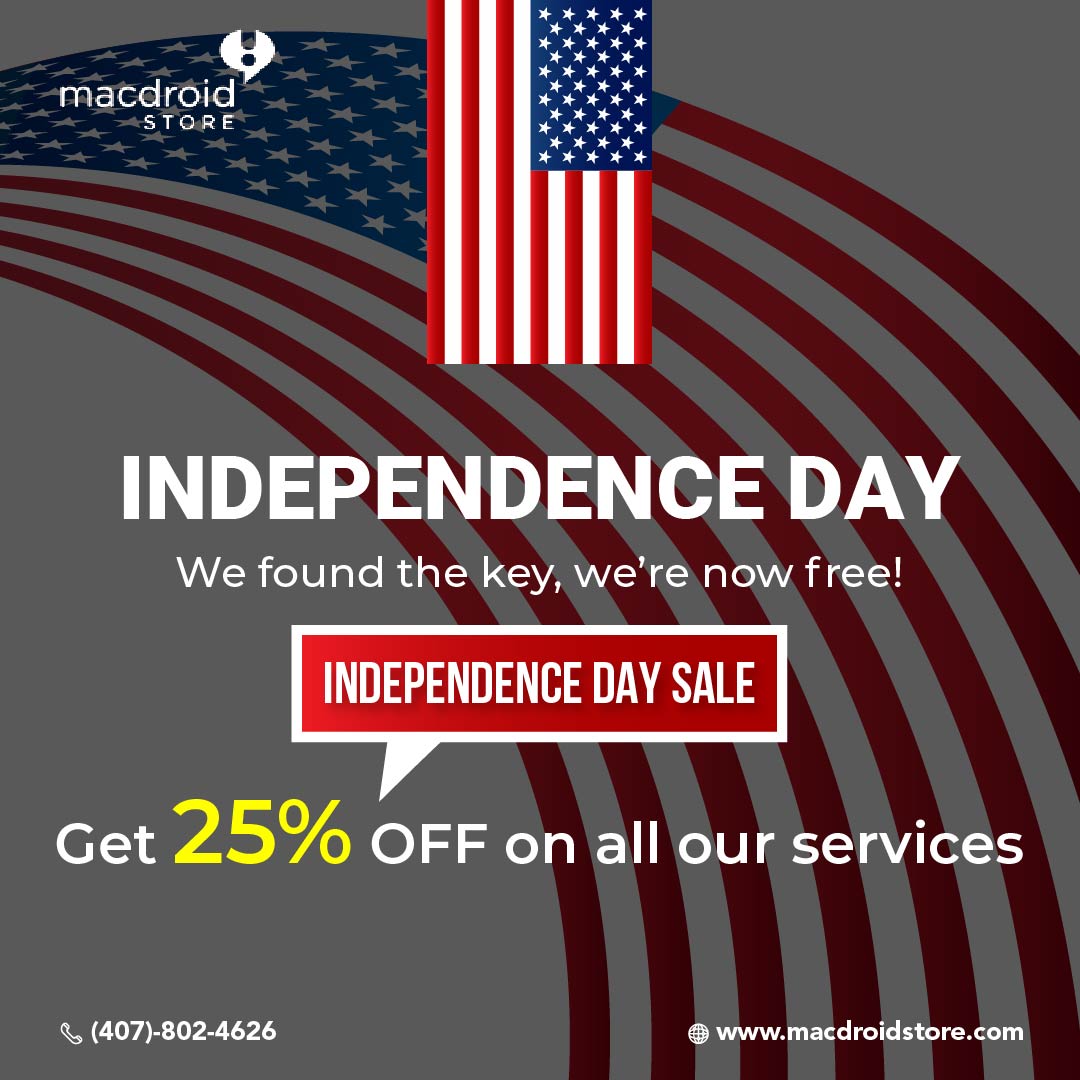 macdroid
STORE
INDEPENDENCE DAY
We found the key, we’re now free!
INDEPENDENCE DAY SALE
Get 25% OFF on all our services
(407)-802-4626
www.macdroidstore.com